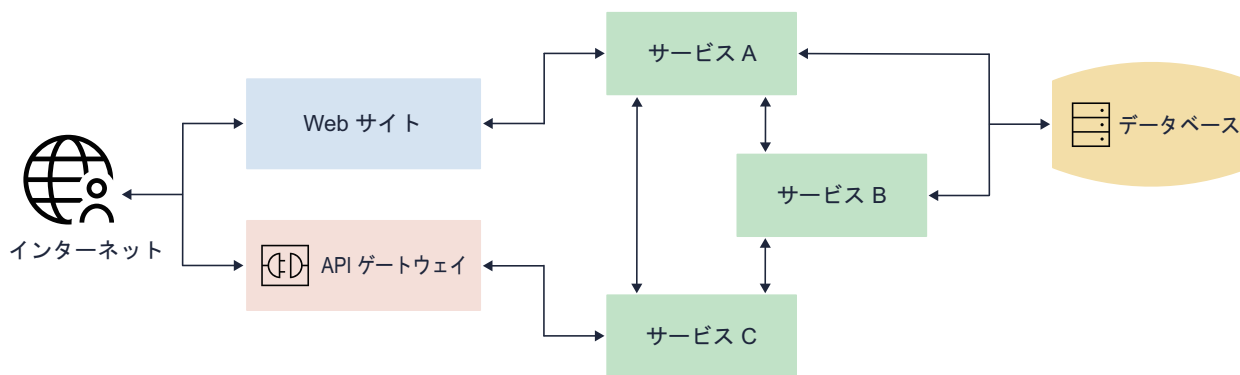 サービス A
Web サイト
データベース
サービス B
インターネット
API ゲートウェイ
サービス C